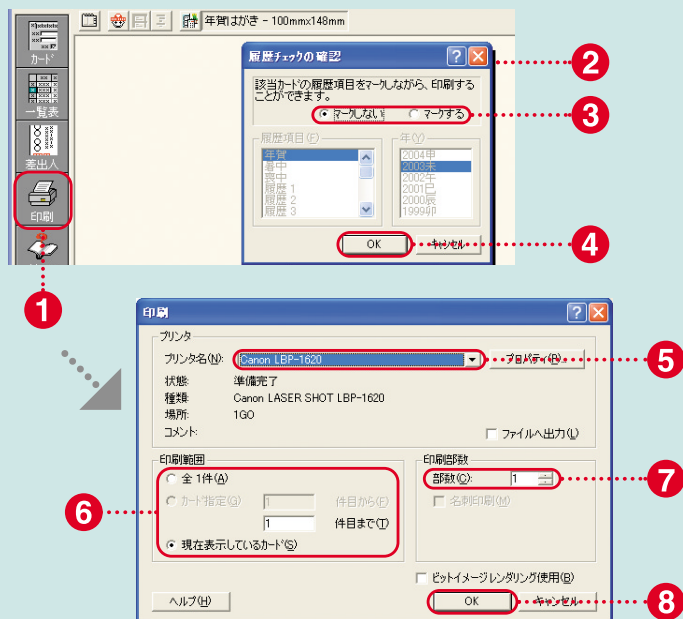 年賀はがき - 100mm×148mm
カード
一覧表
差出人
印刷
1
履歴チェックの確認
2
該当カードの履歴項目をマークしながら、印刷する
ことができます。
マークしない マークする
3
履歴項目(F) 年(Y)
年賀 2004申
暑中 2003未
喪中 2002午
履歴 1 2001巳
履歴 2 2000辰
履歴 3 1999卯
OK キャンセル
4
印刷
プリンタ
プリンタ名(N): Canon LBP-1620 プロパティ(P)...
5
状態: 準備完了
種類: Canon LASER SHOT LBP-1620
場所: 1GO
コメント: ファイルへ出力(L)
印刷範囲 印刷部数
全 1件(A) 部数(C): 1
7
カード指定(G) 1 件目から(F) 名刺印刷(M)
6
1 件目まで(T)
現在表示しているカード(S)
ビットイメージレンダリング使用(B)
ヘルプ(H) OK キャンセル
8